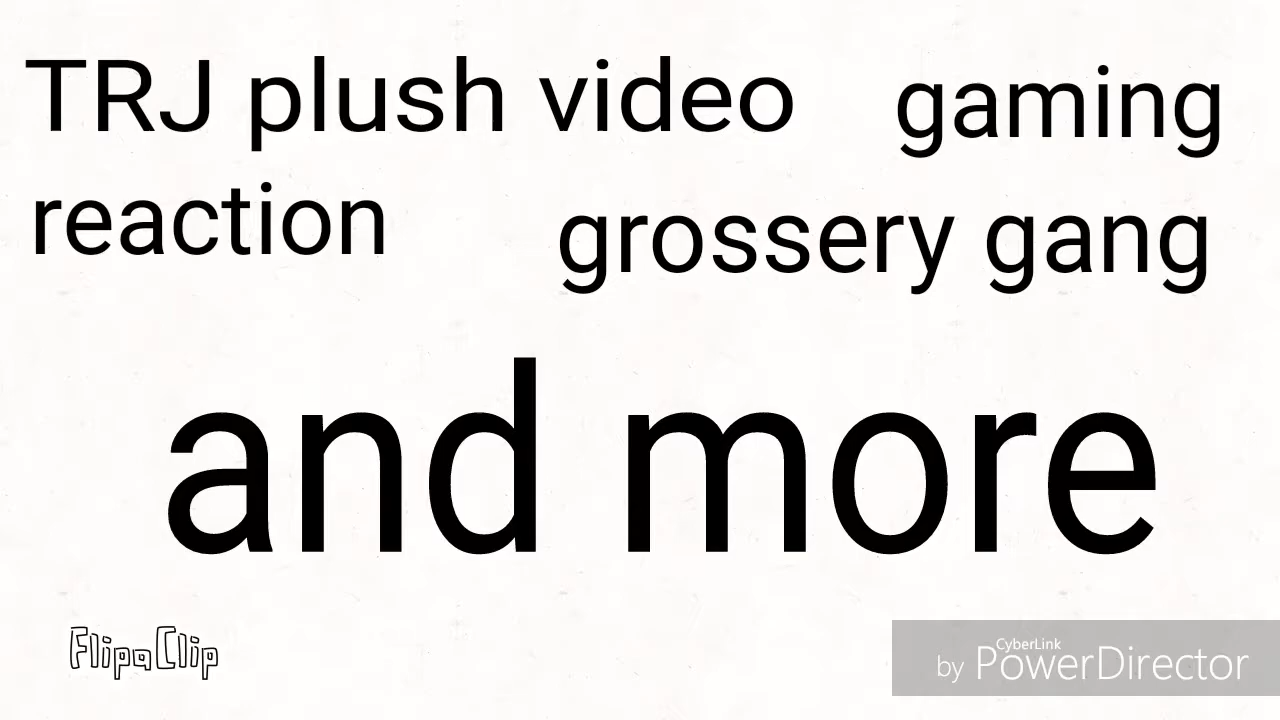 TRJ plush video gaming
reaction grossery gang
and more
FlipaClip
CyberLink
by PowerDirector